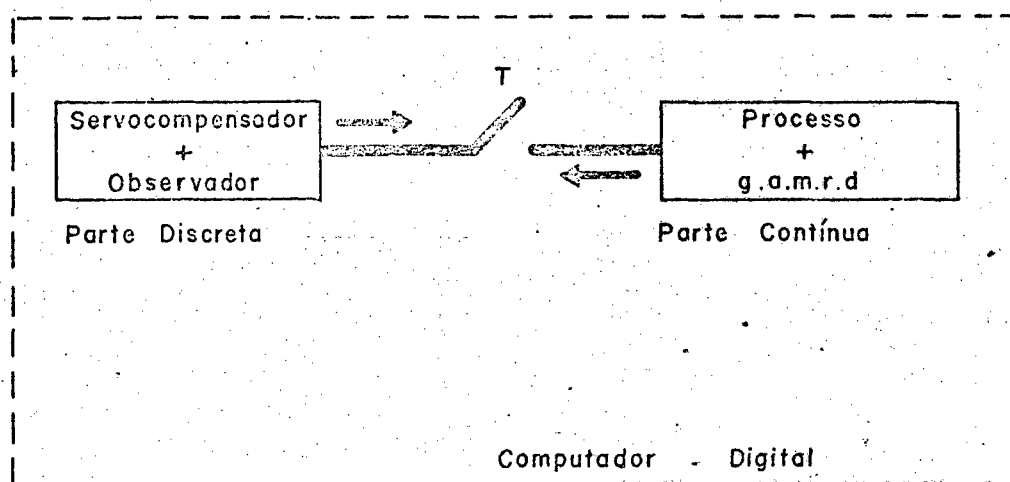 T
Servocompensador
+
Observador
Processo
+
g.a.m.r.d
Parte Discreta
Parte Contínua
Computador - Digital